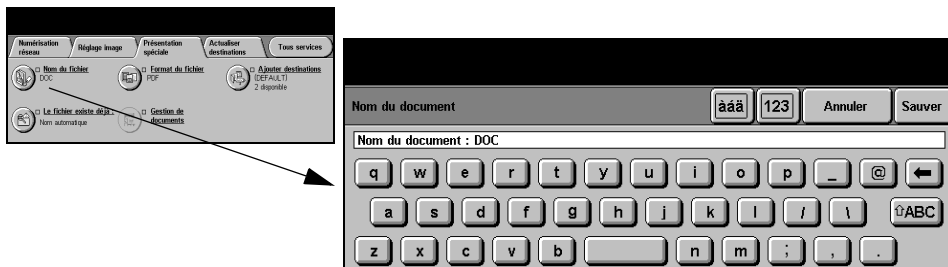 Numérisation réseau
Réglage image
Présentation spéciale
Actualiser destinations
Tous services
Nom du fichier
DOC
Format du fichier
PDF
Ajouter destinations
(DEFAULT)
2 disponible
Le fichier existe déjà :
Nom automatique
Gestion de documents
Nom du document
àáä
123
Annuler
Sauver
Nom du document : DOC
q w e r t y u i o p _ @ ←
a s d f g h j k l / \ ⇧ABC
z x c v b n m ; , .